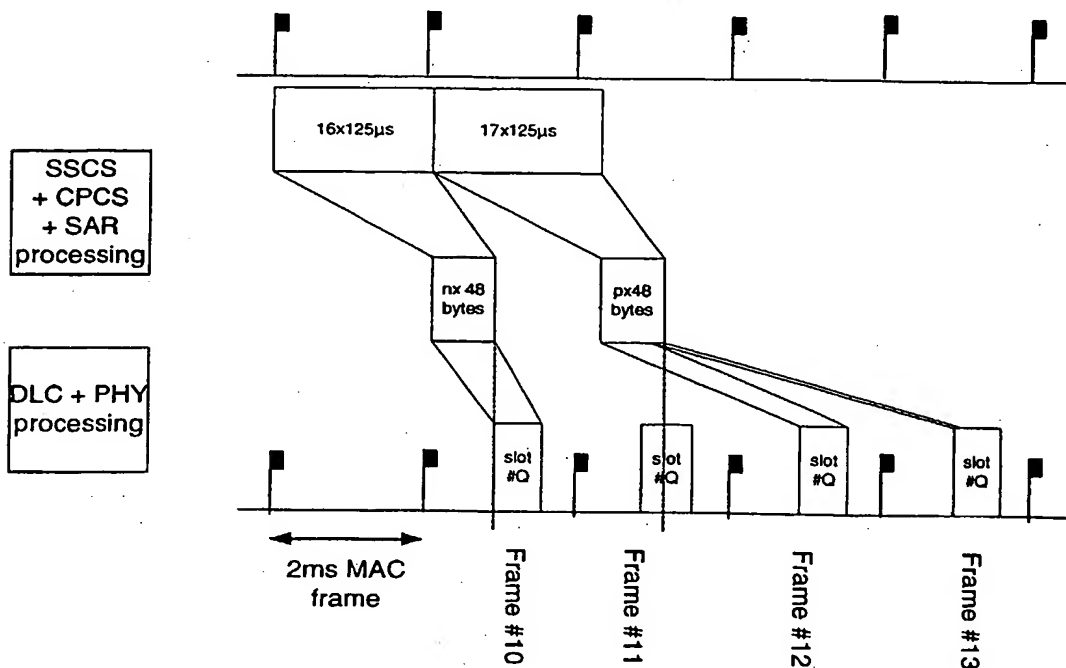 16x125µs
17x125µs
SSCS
+ CPCS
+ SAR
processing
nx 48
bytes
px48
bytes
DLC + PHY
processing
slot
#Q
slot
#Q
slot
#Q
slot
#Q
2ms MAC
frame
Frame #10
Frame #11
Frame #12
Frame #13